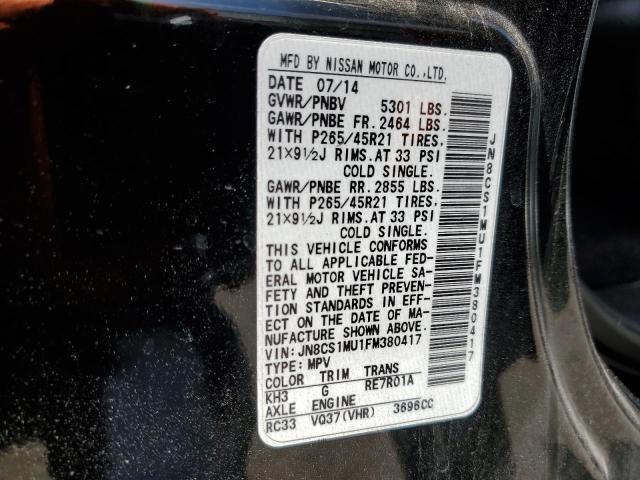 MFD BY NISSAN MOTOR CO.,LTD.
DATE 07/14
GVWR/PNBV 5301 LBS.
GAWR/PNBE FR. 2464 LBS.
WITH P265/45R21 TIRES,
21×9½J RIMS.AT 33 PSI
COLD SINGLE.
GAWR/PNBE RR. 2855 LBS.
WITH P265/45R21 TIRES,
21×9½J RIMS.AT 33 PSI
COLD SINGLE.
THIS VEHICLE CONFORMS
TO ALL APPLICABLE FED-
ERAL MOTOR VEHICLE SA-
FETY AND THEFT PREVEN-
TION STANDARDS IN EFF-
ECT ON THE DATE OF MA-
NUFACTURE SHOWN ABOVE.
VIN: JN8CS1MU1FM380417
TYPE: MPV
COLOR TRIM TRANS
KH3 G RE7R01A
AXLE ENGINE
RC33 VQ37(VHR) 3696CC
JN8CS1MU1FM380417